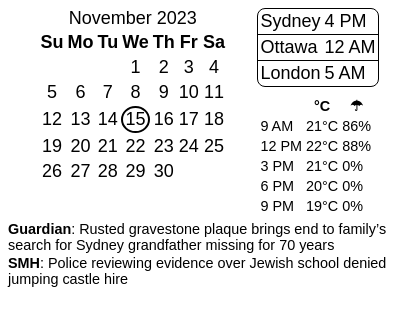 November 2023
Su Mo Tu We Th Fr Sa
1 2 3 4
5 6 7 8 9 10 11
12 13 14 15 16 17 18
19 20 21 22 23 24 25
26 27 28 29 30
Sydney 4 PM
Ottawa 12 AM
London 5 AM
°C ☂
9 AM 21°C 86%
12 PM 22°C 88%
3 PM 21°C 0%
6 PM 20°C 0%
9 PM 19°C 0%
Guardian: Rusted gravestone plaque brings end to family’s
search for Sydney grandfather missing for 70 years
SMH: Police reviewing evidence over Jewish school denied
jumping castle hire